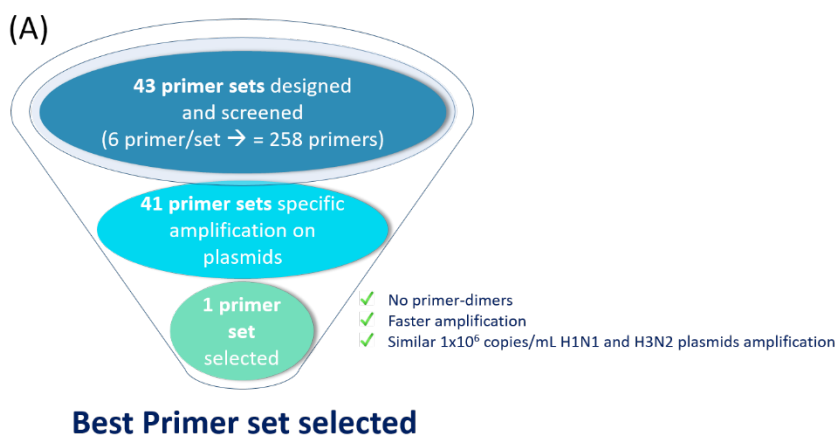 (A)
43 primer sets designed
and screened
(6 primer/set → = 258 primers)
41 primer sets specific
amplification on
plasmids
1 primer
set
selected
✓ No primer-dimers
✓ Faster amplification
✓ Similar 1x10⁶ copies/mL H1N1 and H3N2 plasmids amplification
Best Primer set selected